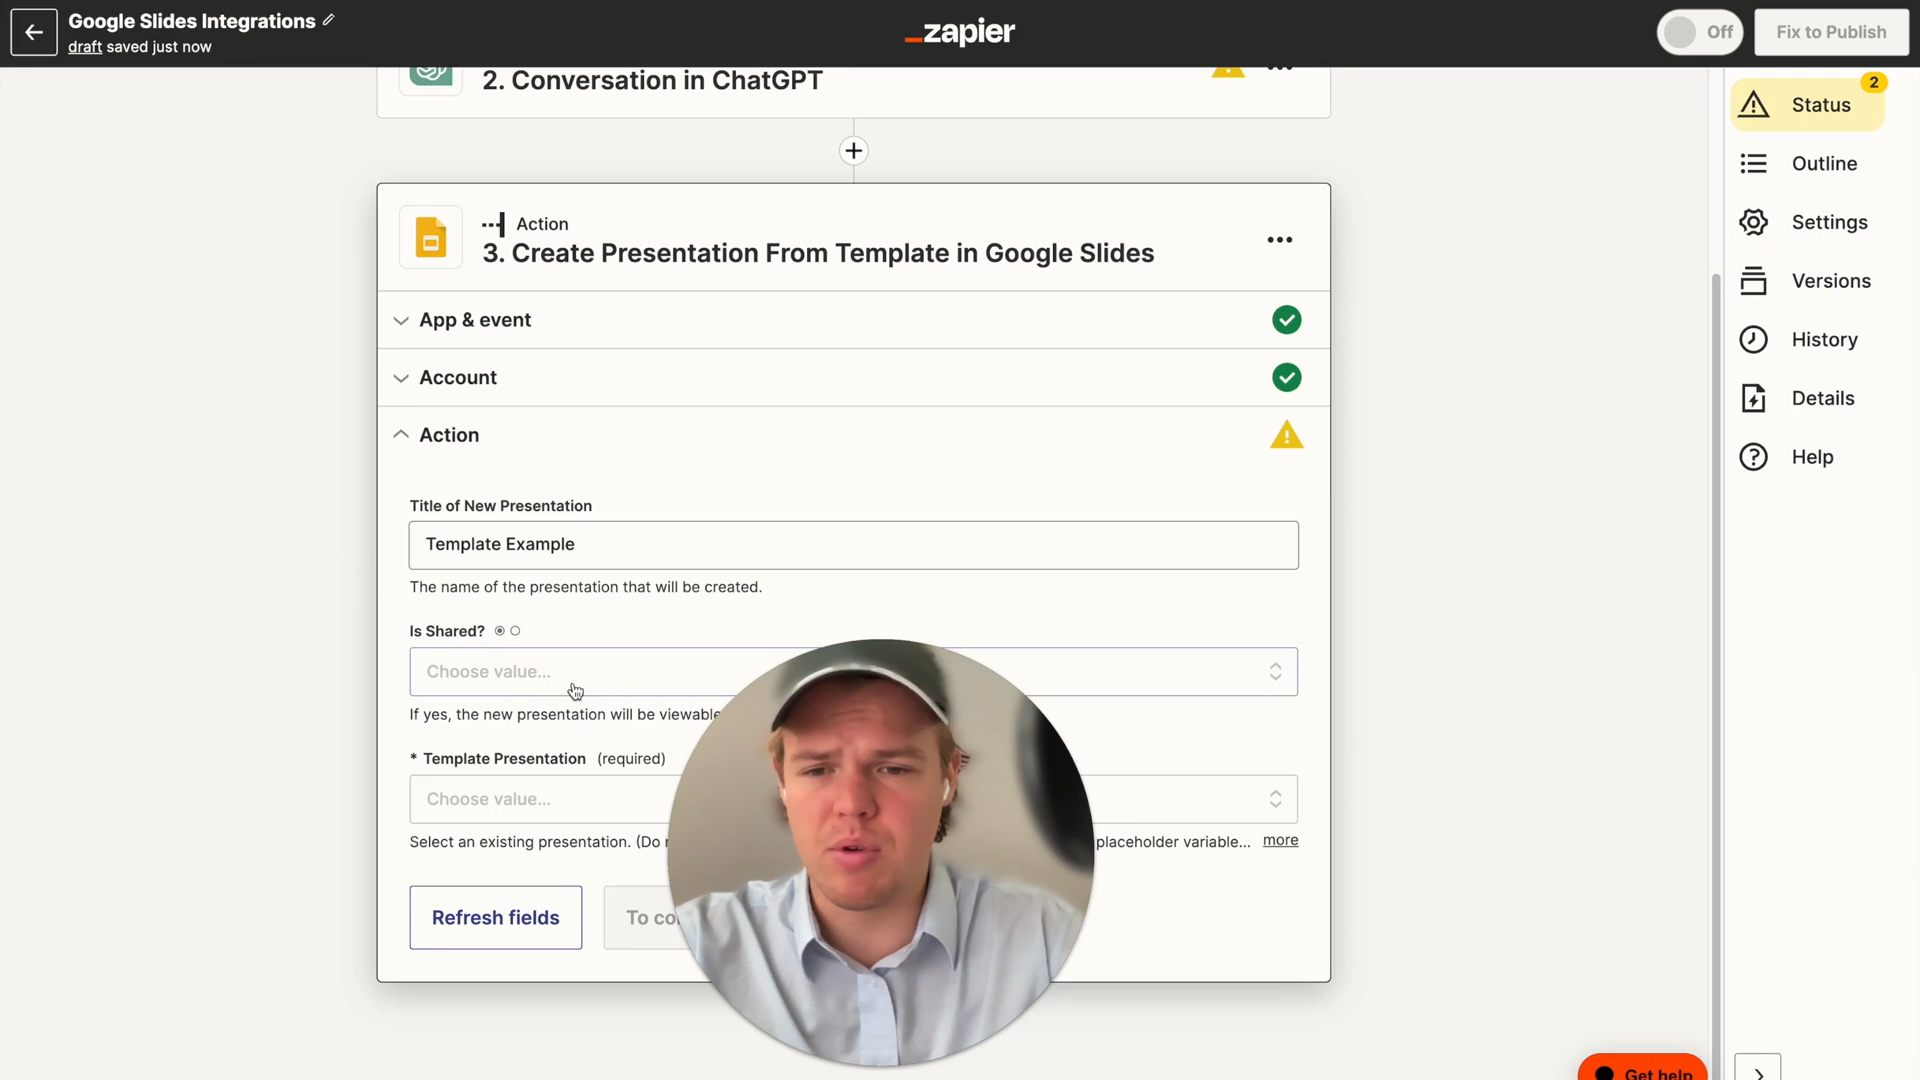 Google Slides Integrations
draft saved just now
zapier
Off
Fix to Publish
2. Conversation in ChatGPT
Action
3. Create Presentation From Template in Google Slides
App & event
Account
Action
Title of New Presentation
Template Example
The name of the presentation that will be created.
Is Shared?
Choose value...
If yes, the new presentation will be viewable
* Template Presentation (required)
Choose value...
Select an existing presentation. (Do placeholder variable... more
Refresh fields
To
2
Status
Outline
Settings
Versions
History
Details
Help
Get help